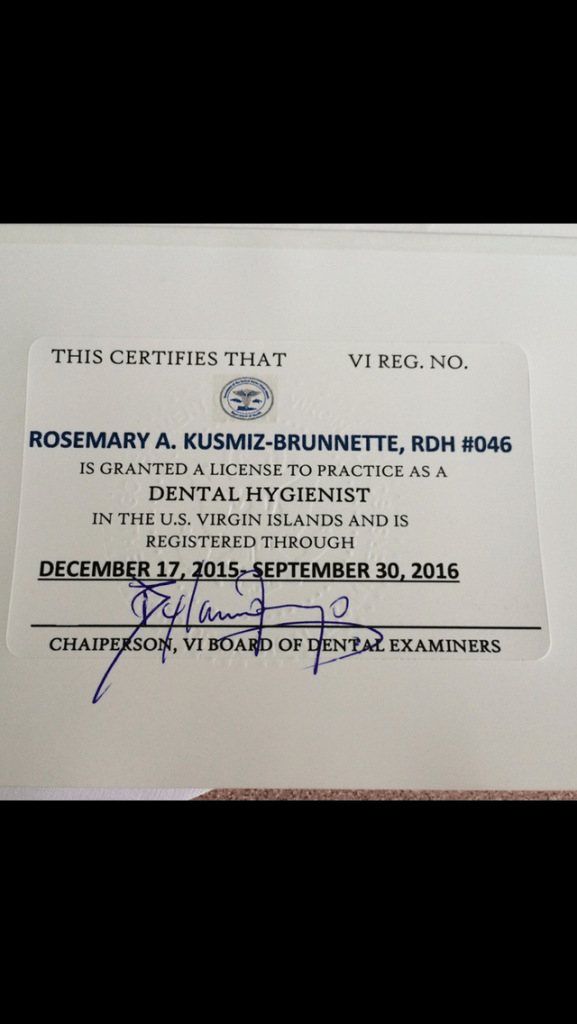 THIS CERTIFIES THAT VI REG. NO.
ROSEMARY A. KUSMIZ-BRUNNETTE, RDH #046
IS GRANTED A LICENSE TO PRACTICE AS A
DENTAL HYGIENIST
IN THE U.S. VIRGIN ISLANDS AND IS
REGISTERED THROUGH
DECEMBER 17, 2015- SEPTEMBER 30, 2016
CHAIPERSON, VI BOARD OF DENTAL EXAMINERS